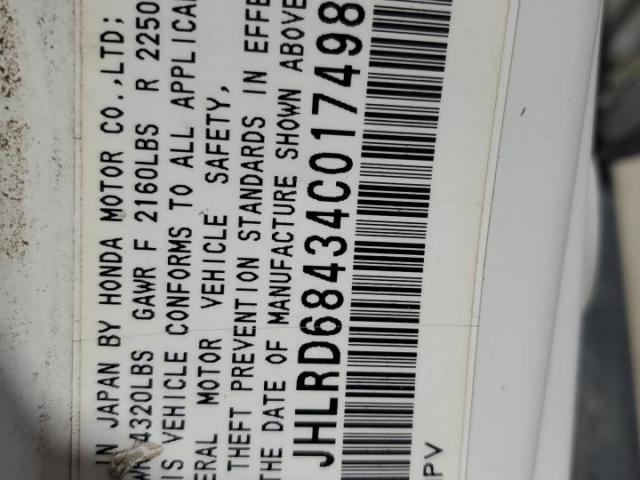 IN JAPAN BY HONDA MOTOR CO.,LTD;
4320LBS GAWR F 2160LBS R 2250
IS VEHICLE CONFORMS TO ALL APPLICA
ERAL MOTOR VEHICLE SAFETY,
THEFT PREVENTION STANDARDS IN EFFE
THE DATE OF MANUFACTURE SHOWN ABOVE
JHLRD68434C017498
MPV